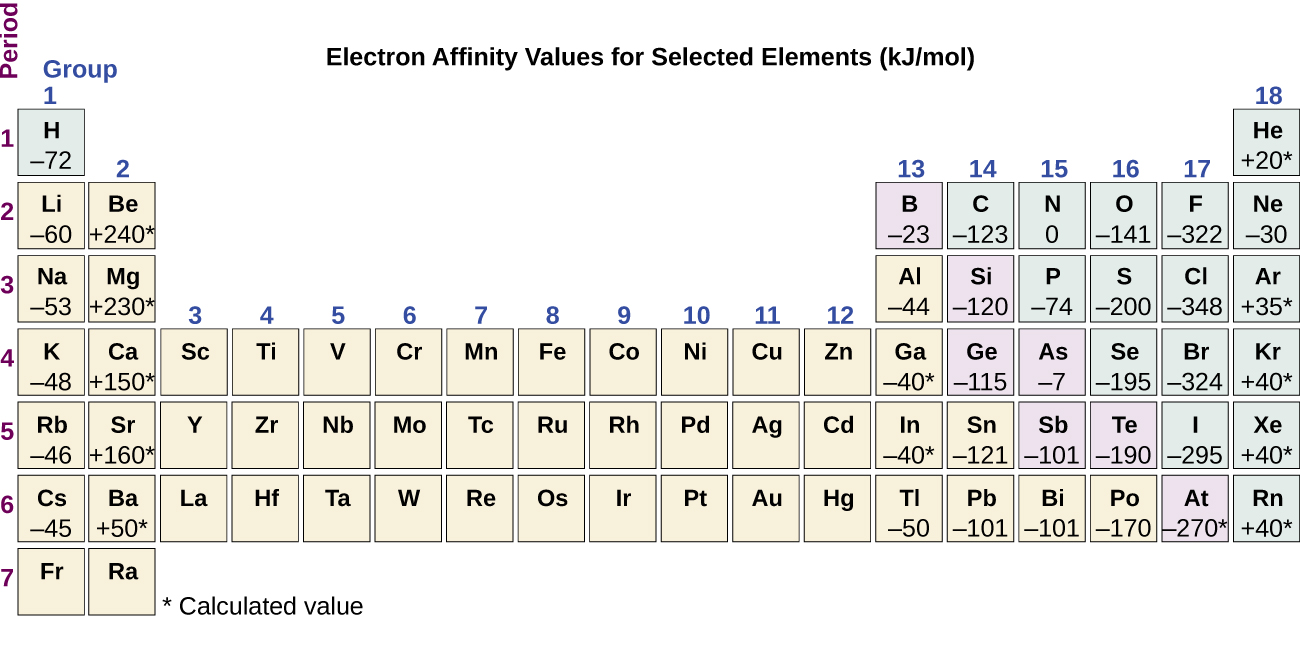 Period
Electron Affinity Values for Selected Elements (kJ/mol)
Group
1 18
1 H He
–72 +20*
2 13 14 15 16 17
2 Li Be B C N O F Ne
–60 +240* –23 –123 0 –141 –322 –30
3 Na Mg Al Si P S Cl Ar
–53 +230* –44 –120 –74 –200 –348 +35*
3 4 5 6 7 8 9 10 11 12
4 K Ca Sc Ti V Cr Mn Fe Co Ni Cu Zn Ga Ge As Se Br Kr
–48 +150* –40* –115 –7 –195 –324 +40*
5 Rb Sr Y Zr Nb Mo Tc Ru Rh Pd Ag Cd In Sn Sb Te I Xe
–46 +160* –40* –121 –101 –190 –295 +40*
6 Cs Ba La Hf Ta W Re Os Ir Pt Au Hg Tl Pb Bi Po At Rn
–45 +50* –50 –101 –101 –170 –270* +40*
7 Fr Ra
* Calculated value